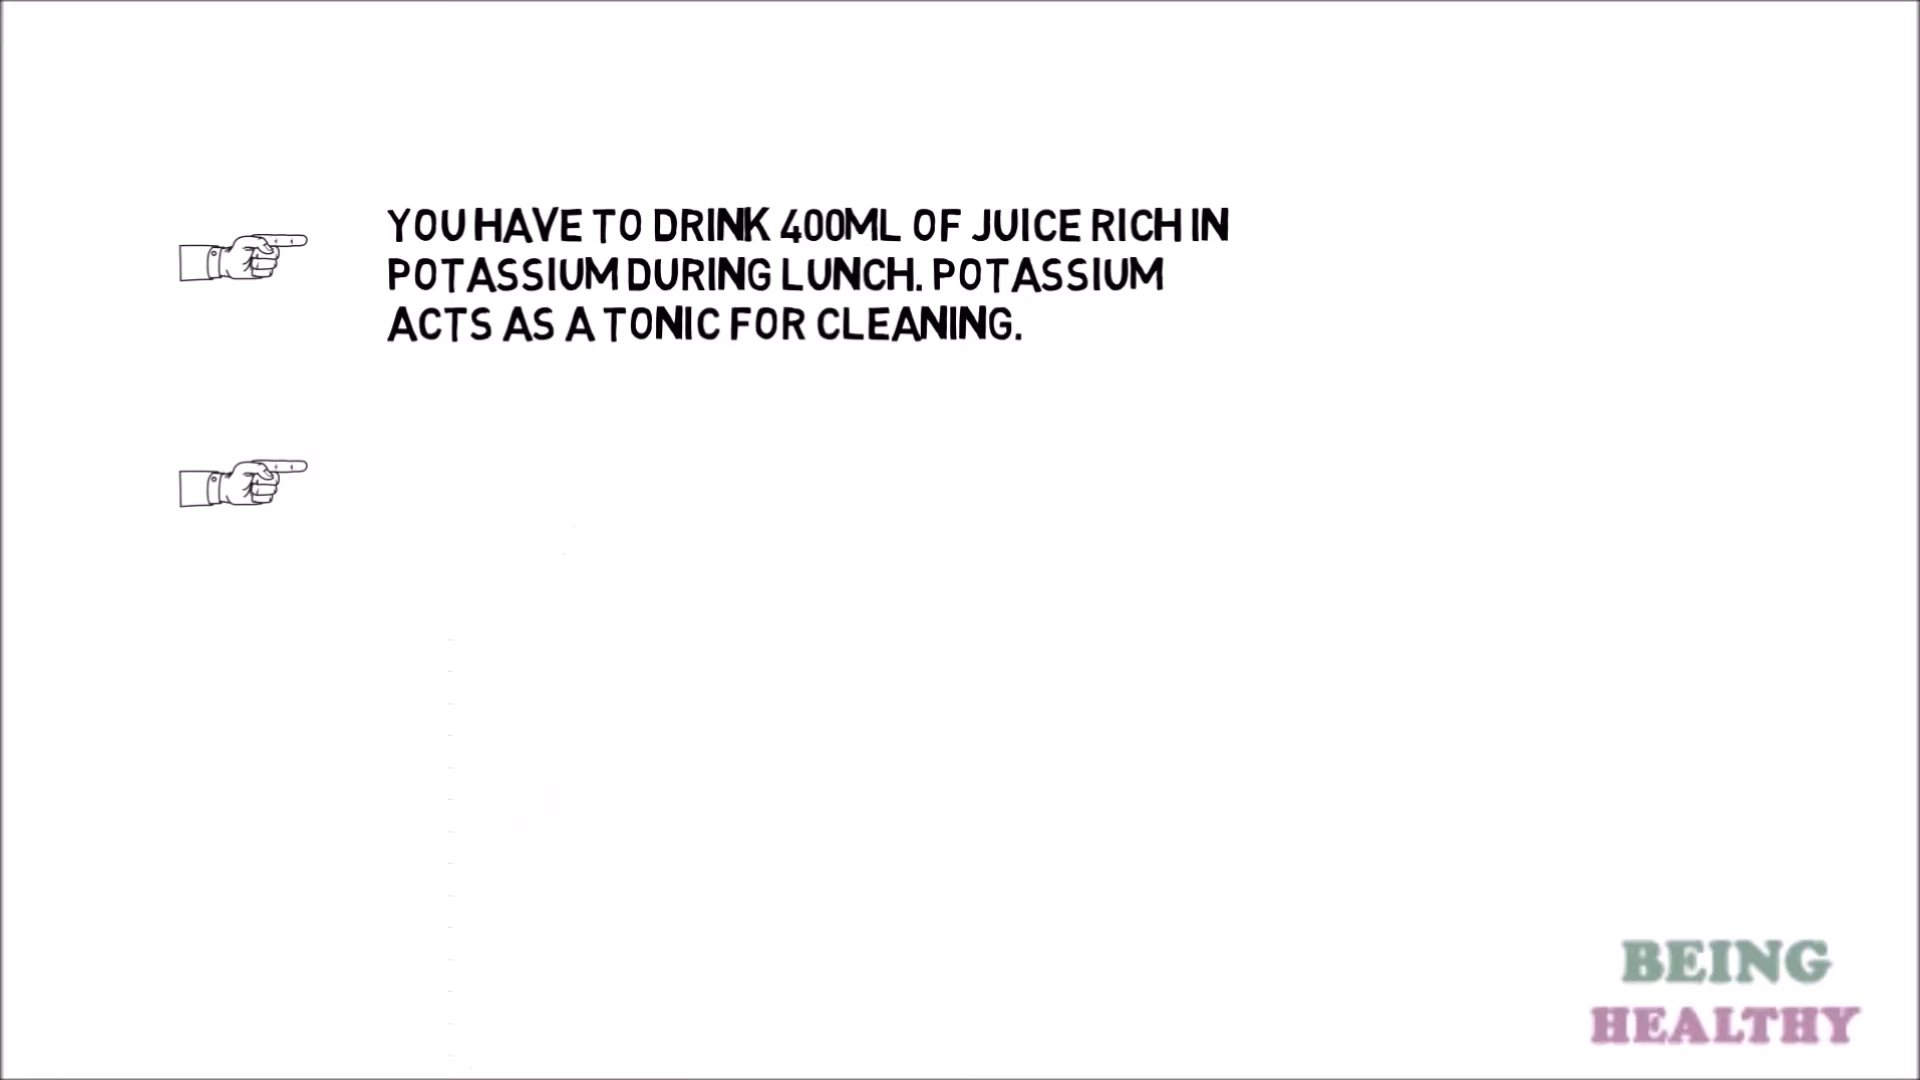 YOU HAVE TO DRINK 400ML OF JUICE RICH IN
POTASSIUM DURING LUNCH. POTASSIUM
ACTS AS A TONIC FOR CLEANING.
BEING
HEALTHY